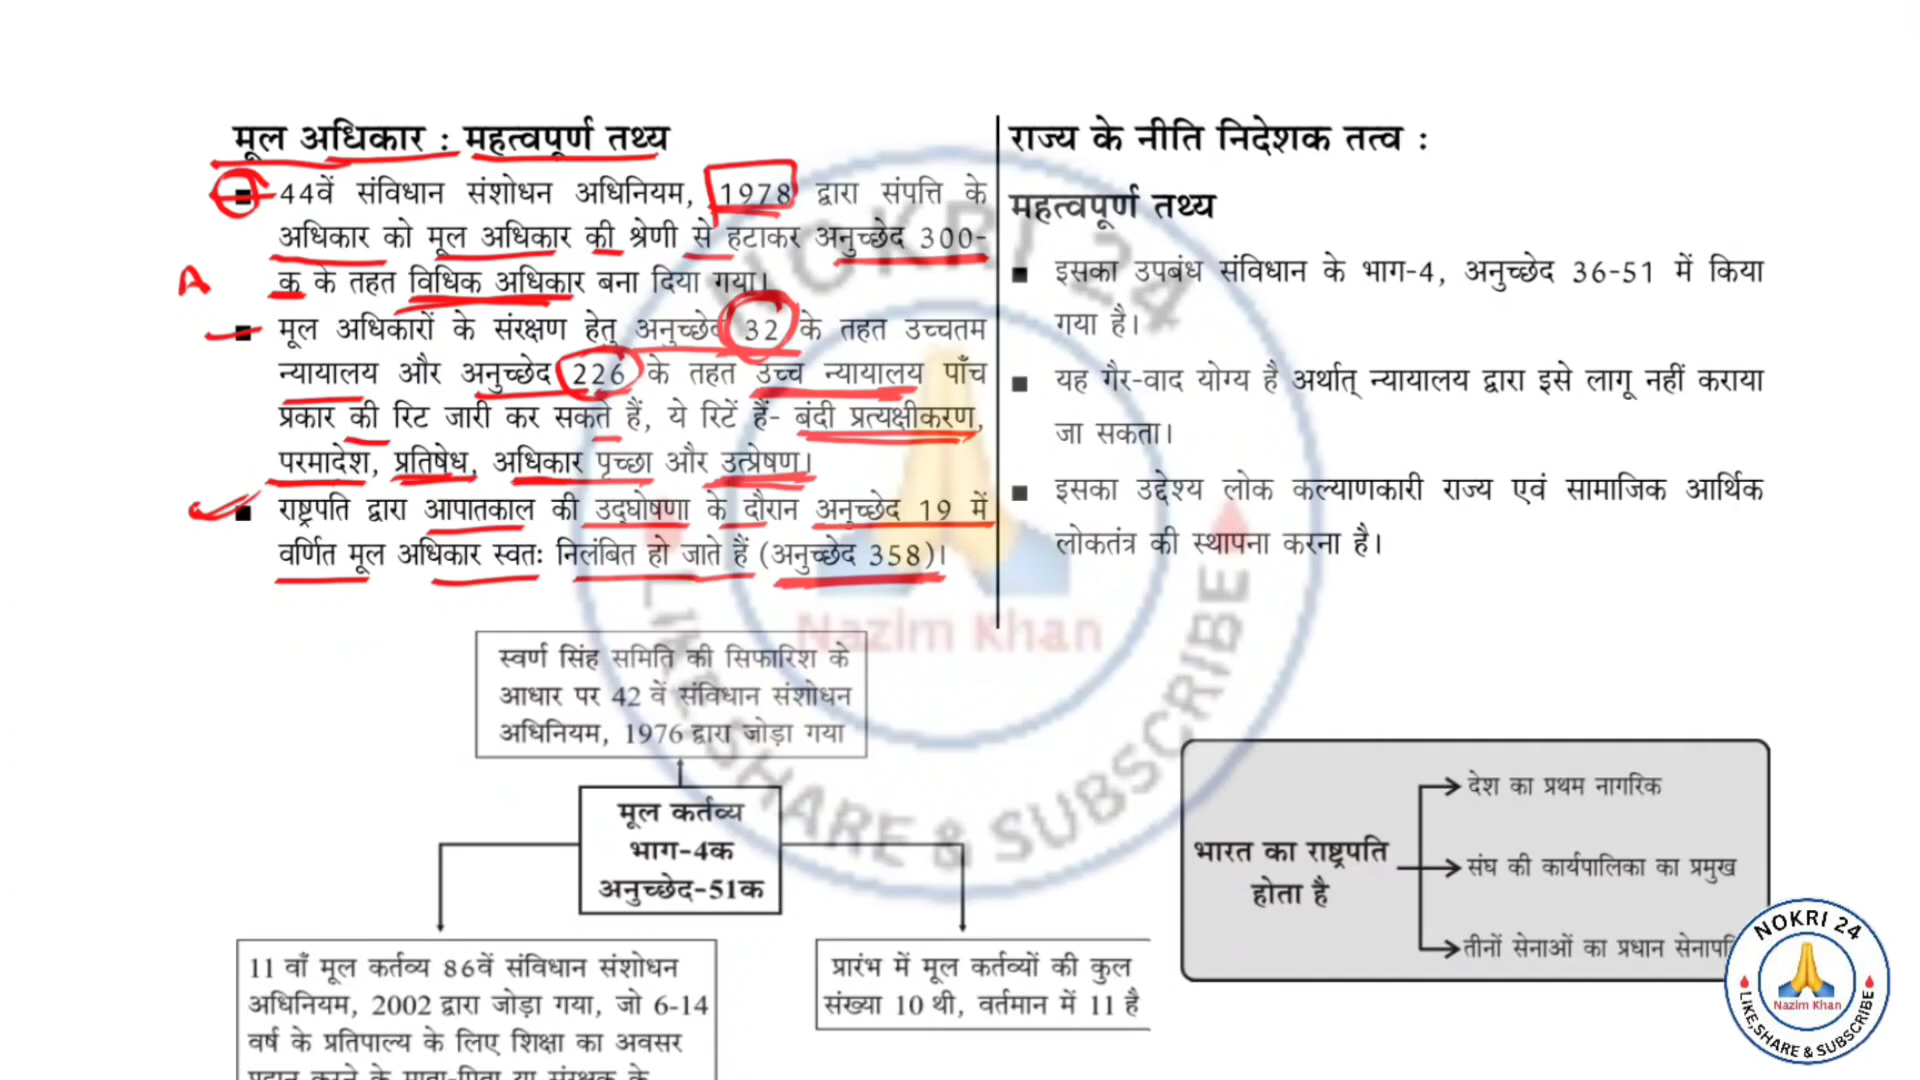 मूल अधिकार : महत्वपूर्ण तथ्य
44वें संविधान संशोधन अधिनियम, 1978 द्वारा संपत्ति के
अधिकार को मूल अधिकार की श्रेणी से हटाकर अनुच्छेद 300-
क के तहत विधिक अधिकार बना दिया गया।
A
मूल अधिकारों के संरक्षण हेतु अनुच्छेद 32 के तहत उच्चतम
न्यायालय और अनुच्छेद 226 के तहत उच्च न्यायालय पाँच
प्रकार की रिट जारी कर सकते हैं, ये रिटें हैं- बंदी प्रत्यक्षीकरण,
परमादेश, प्रतिषेध, अधिकार पृच्छा और उत्प्रेषण।
राष्ट्रपति द्वारा आपातकाल की उद्घोषणा के दौरान अनुच्छेद 19 में
वर्णित मूल अधिकार स्वतः निलंबित हो जाते हैं (अनुच्छेद 358)।
राज्य के नीति निदेशक तत्व :
महत्वपूर्ण तथ्य
इसका उपबंध संविधान के भाग-4, अनुच्छेद 36-51 में किया
गया है।
यह गैर-वाद योग्य है अर्थात् न्यायालय द्वारा इसे लागू नहीं कराया
जा सकता।
इसका उद्देश्य लोक कल्याणकारी राज्य एवं सामाजिक आर्थिक
लोकतंत्र की स्थापना करना है।
स्वर्ण सिंह समिति की सिफारिश के
आधार पर 42 वें संविधान संशोधन
अधिनियम, 1976 द्वारा जोड़ा गया
मूल कर्तव्य
भाग-4क
अनुच्छेद-51क
11 वाँ मूल कर्तव्य 86वें संविधान संशोधन
अधिनियम, 2002 द्वारा जोड़ा गया, जो 6-14
वर्ष के प्रतिपाल्य के लिए शिक्षा का अवसर
प्रारंभ में मूल कर्तव्यों की कुल
संख्या 10 थी, वर्तमान में 11 है
भारत का राष्ट्रपति
होता है
देश का प्रथम नागरिक
संघ की कार्यपालिका का प्रमुख
तीनों सेनाओं का प्रधान
NOKRI 24
Nazim Khan
LIKE,SHARE & SUBSCRIBE
NOKRI 24
Nazim Khan
LIKE,SHARE & SUBSCRIBE